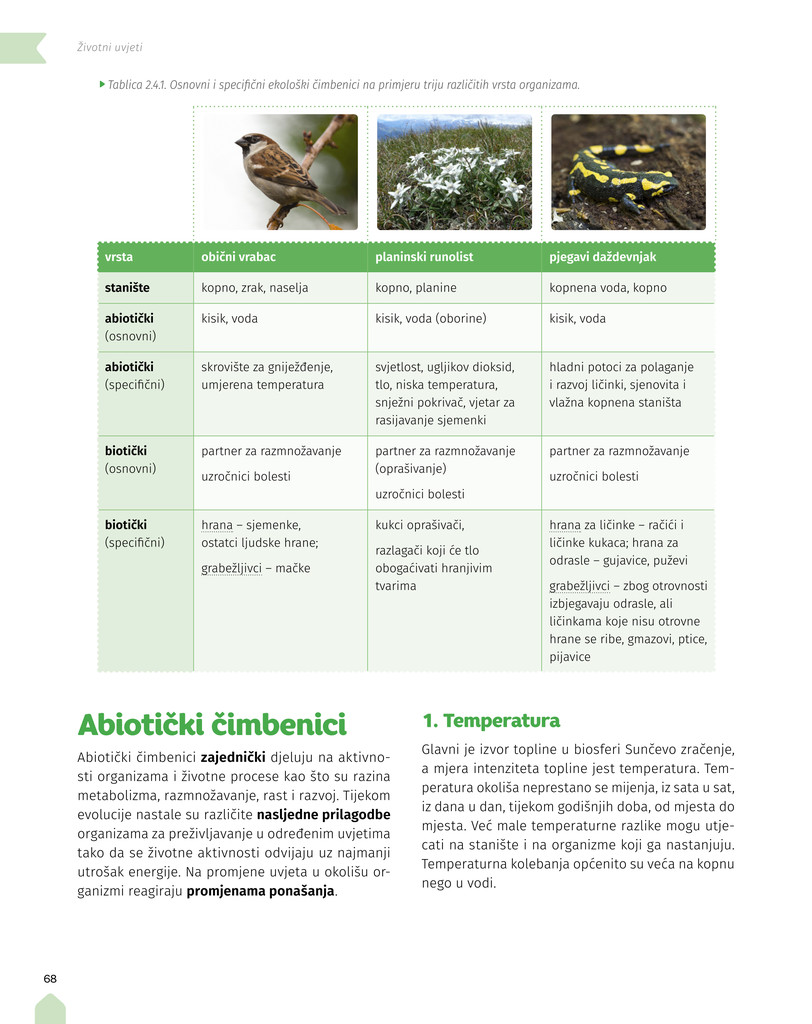 Životni uvjeti
Tablica 2.4.1. Osnovni i specifični ekološki čimbenici na primjeru triju različitih vrsta organizama.
vrsta
obični vrabac
planinski runolist
pjegavi daždevnjak
stanište
kopno, zrak, naselja
kopno, planine
kopnena voda, kopno
abiotički
(osnovni)
kisik, voda
kisik, voda (oborine)
kisik, voda
abiotički
(specifični)
skrovište za gniježđenje,
umjerena temperatura
svjetlost, ugljikov dioksid,
tlo, niska temperatura,
snježni pokrivač, vjetar za
rasijavanje sjemenki
hladni potoci za polaganje
i razvoj ličinki, sjenovita i
vlažna kopnena staništa
biotički
(osnovni)
partner za razmnožavanje
uzročnici bolesti
partner za razmnožavanje
(oprašivanje)
uzročnici bolesti
partner za razmnožavanje
uzročnici bolesti
biotički
(specifični)
hrana – sjemenke,
ostatci ljudske hrane;
grabežljivci – mačke
kukci oprašivači,
razlagači koji će tlo
obogaćivati hranjivim
tvarima
hrana za ličinke – račići i
ličinke kukaca; hrana za
odrasle – gujavice, puževi
grabežljivci – zbog otrovnosti
izbjegavaju odrasle, ali
ličinkama koje nisu otrovne
hrane se ribe, gmazovi, ptice,
pijavice
Abiotički čimbenici
Abiotički čimbenici zajednički djeluju na aktivno-
sti organizama i životne procese kao što su razina
metabolizma, razmnožavanje, rast i razvoj. Tijekom
evolucije nastale su različite nasljedne prilagodbe
organizama za preživljavanje u određenim uvjetima
tako da se životne aktivnosti odvijaju uz najmanji
utrošak energije. Na promjene uvjeta u okolišu or-
ganizmi reagiraju promjenama ponašanja.
1. Temperatura
Glavni je izvor topline u biosferi Sunčevo zračenje,
a mjera intenziteta topline jest temperatura. Tem-
peratura okoliša neprestano se mijenja, iz sata u sat,
iz dana u dan, tijekom godišnjih doba, od mjesta do
mjesta. Već male temperaturne razlike mogu utje-
cati na stanište i na organizme koji ga nastanjuju.
Temperaturna kolebanja općenito su veća na kopnu
nego u vodi.
68